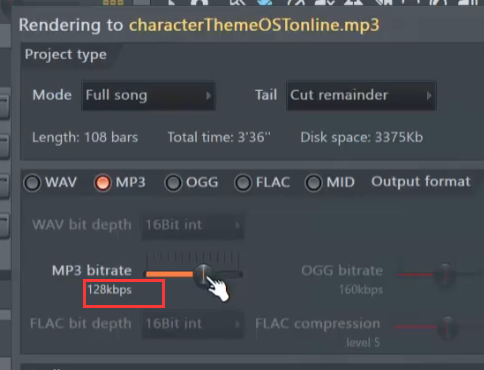 Rendering to characterThemeOSTonline.mp3
Project type
Mode Full song Tail Cut remainder
Length: 108 bars Total time: 3'36" Disk space: 3375Kb
WAV MP3 OGG FLAC MID Output format
WAV bit depth 16Bit int
MP3 bitrate OGG bitrate
128kbps 160kbps
FLAC bit depth 16Bit int FLAC compression
level 5